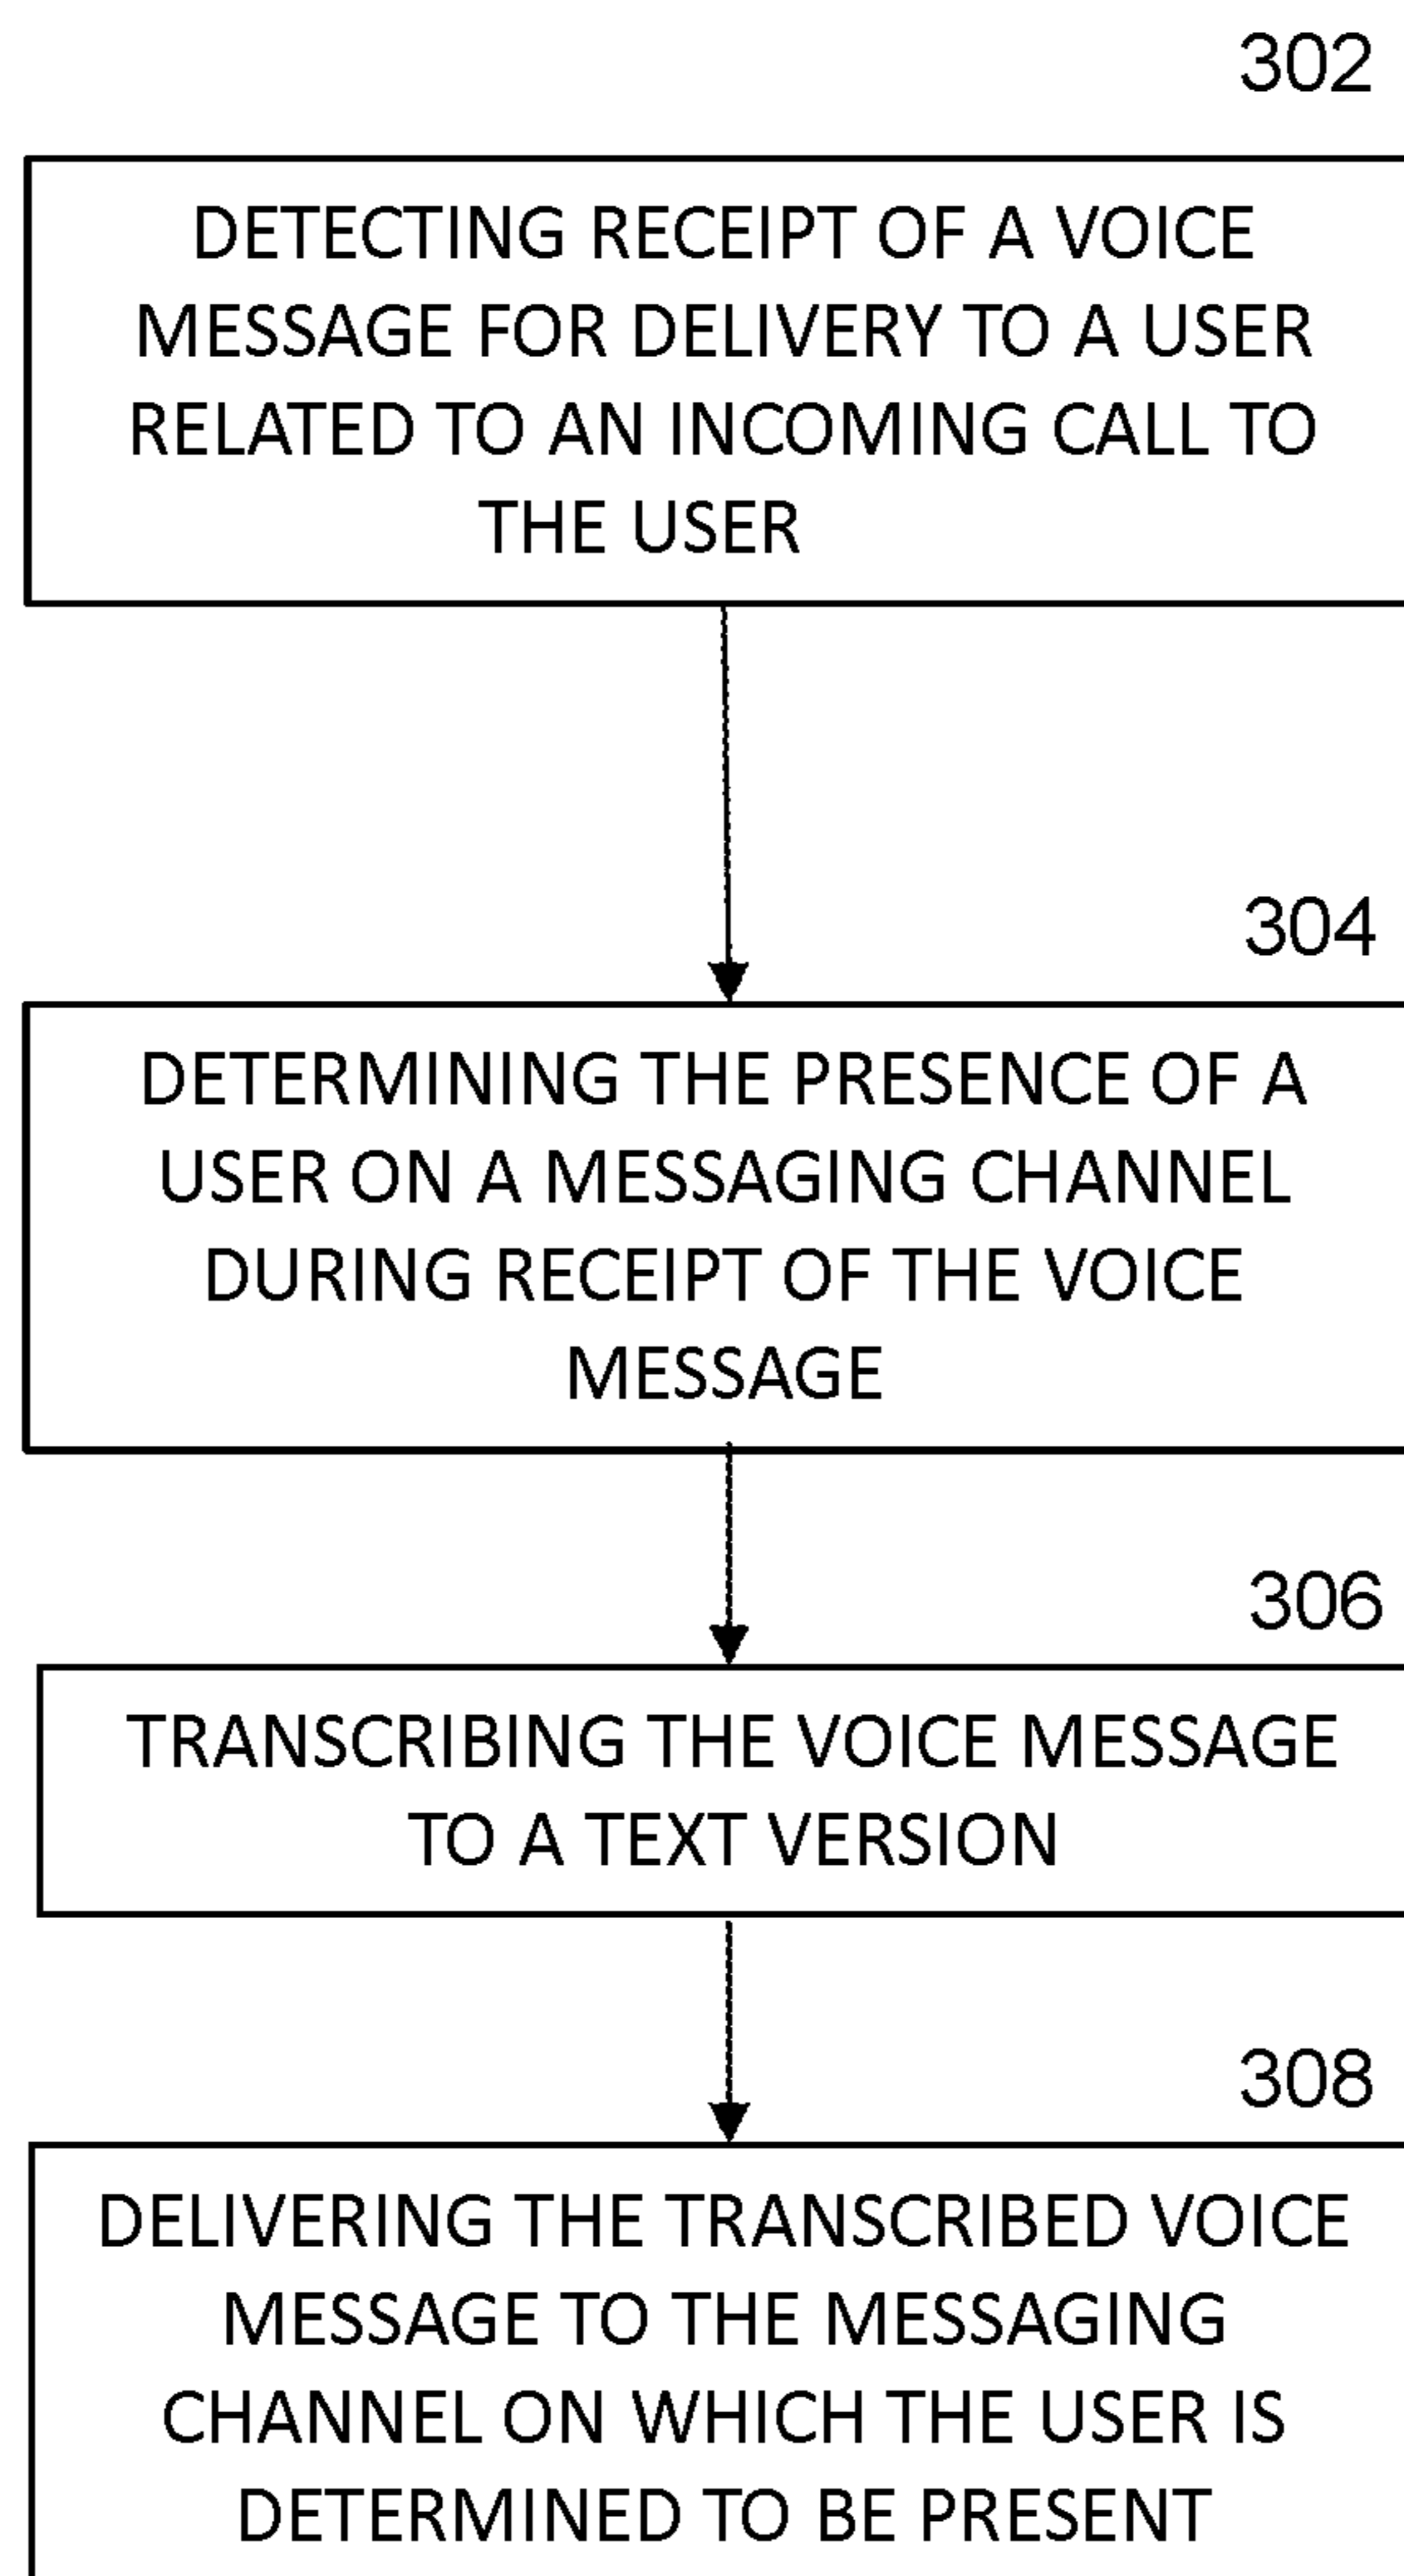 302
DETECTING RECEIPT OF A VOICE
MESSAGE FOR DELIVERY TO A USER
RELATED TO AN INCOMING CALL TO
THE USER
304
DETERMINING THE PRESENCE OF A
USER ON A MESSAGING CHANNEL
DURING RECEIPT OF THE VOICE
MESSAGE
306
TRANSCRIBING THE VOICE MESSAGE
TO A TEXT VERSION
308
DELIVERING THE TRANSCRIBED VOICE
MESSAGE TO THE MESSAGING
CHANNEL ON WHICH THE USER IS
DETERMINED TO BE PRESENT